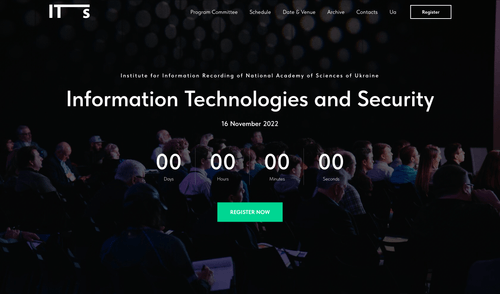 ITS
Program Committee Schedule Date & Venue Archive Contacts Ua Register
Institute for Information Recording of National Academy of Sciences of Ukraine
Information Technologies and Security
16 November 2022
00 00 00 00
Days Hours Minutes Seconds
REGISTER NOW